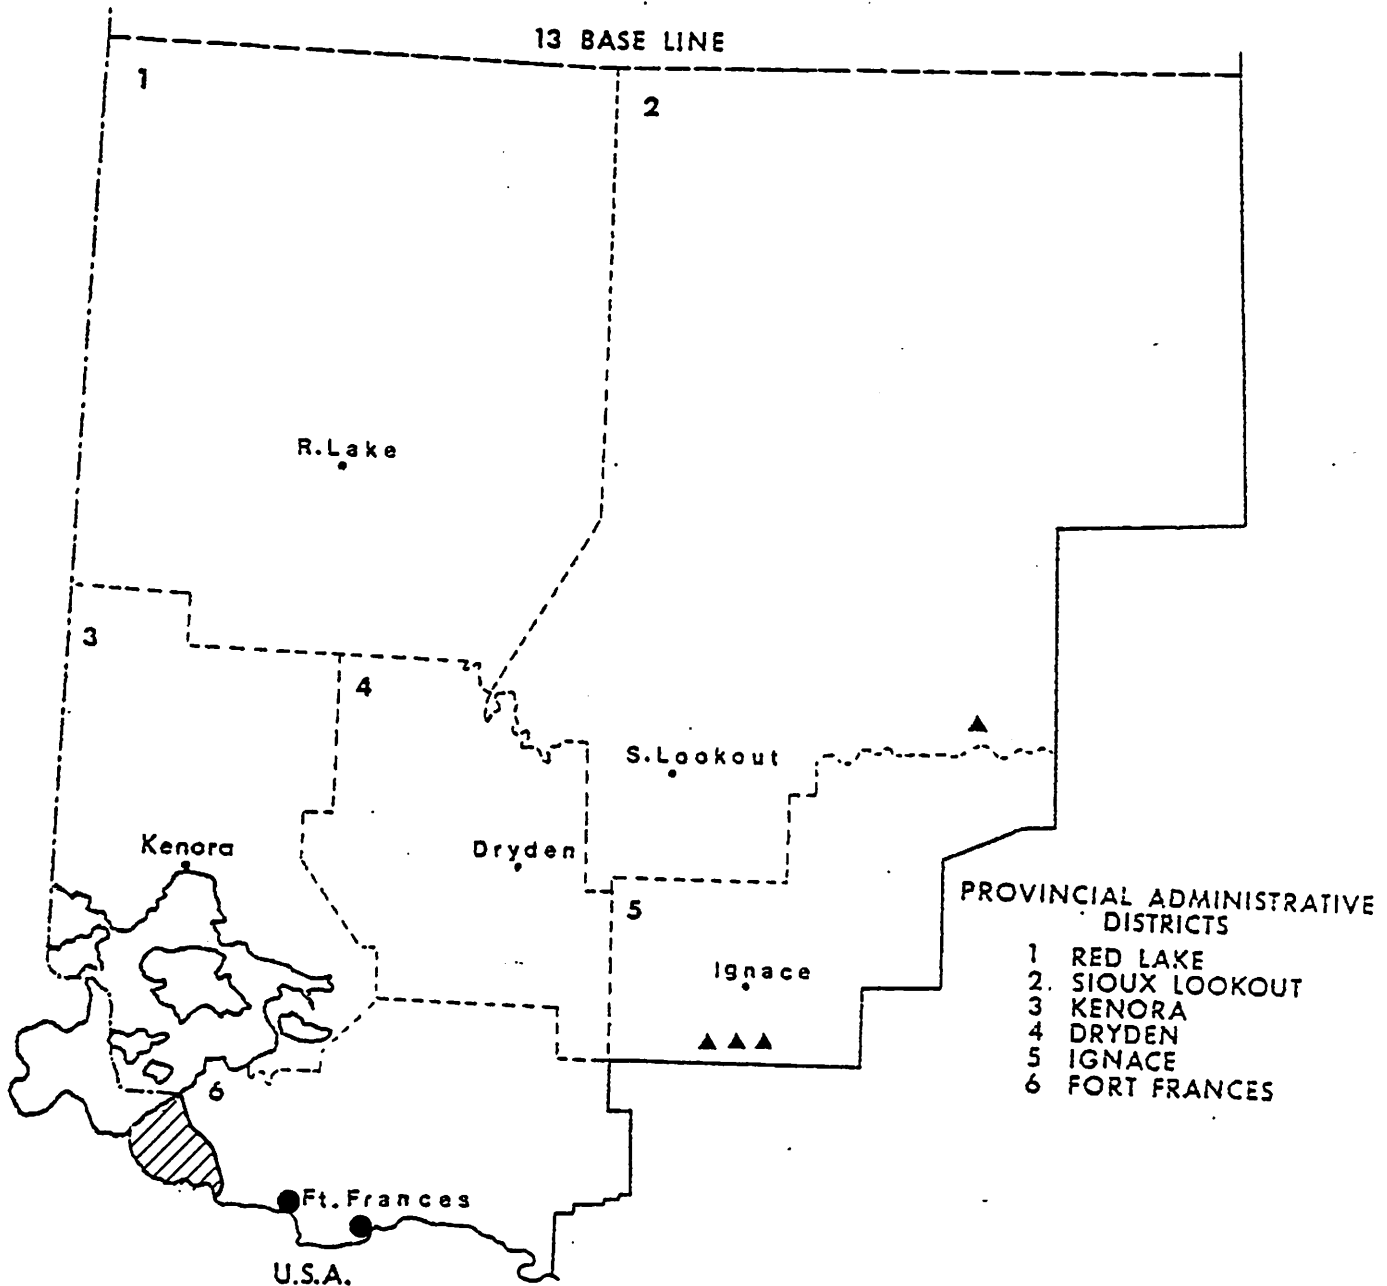 13 BASE LINE
1
2
R.Lake
3
4
S.Lookout
Kenora
Dryden
5
PROVINCIAL ADMINISTRATIVE
DISTRICTS
1 RED LAKE
2. SIOUX LOOKOUT
3 KENORA
4 DRYDEN
5 IGNACE
6 FORT FRANCES
Ignace
6
Ft. Frances
U.S.A.